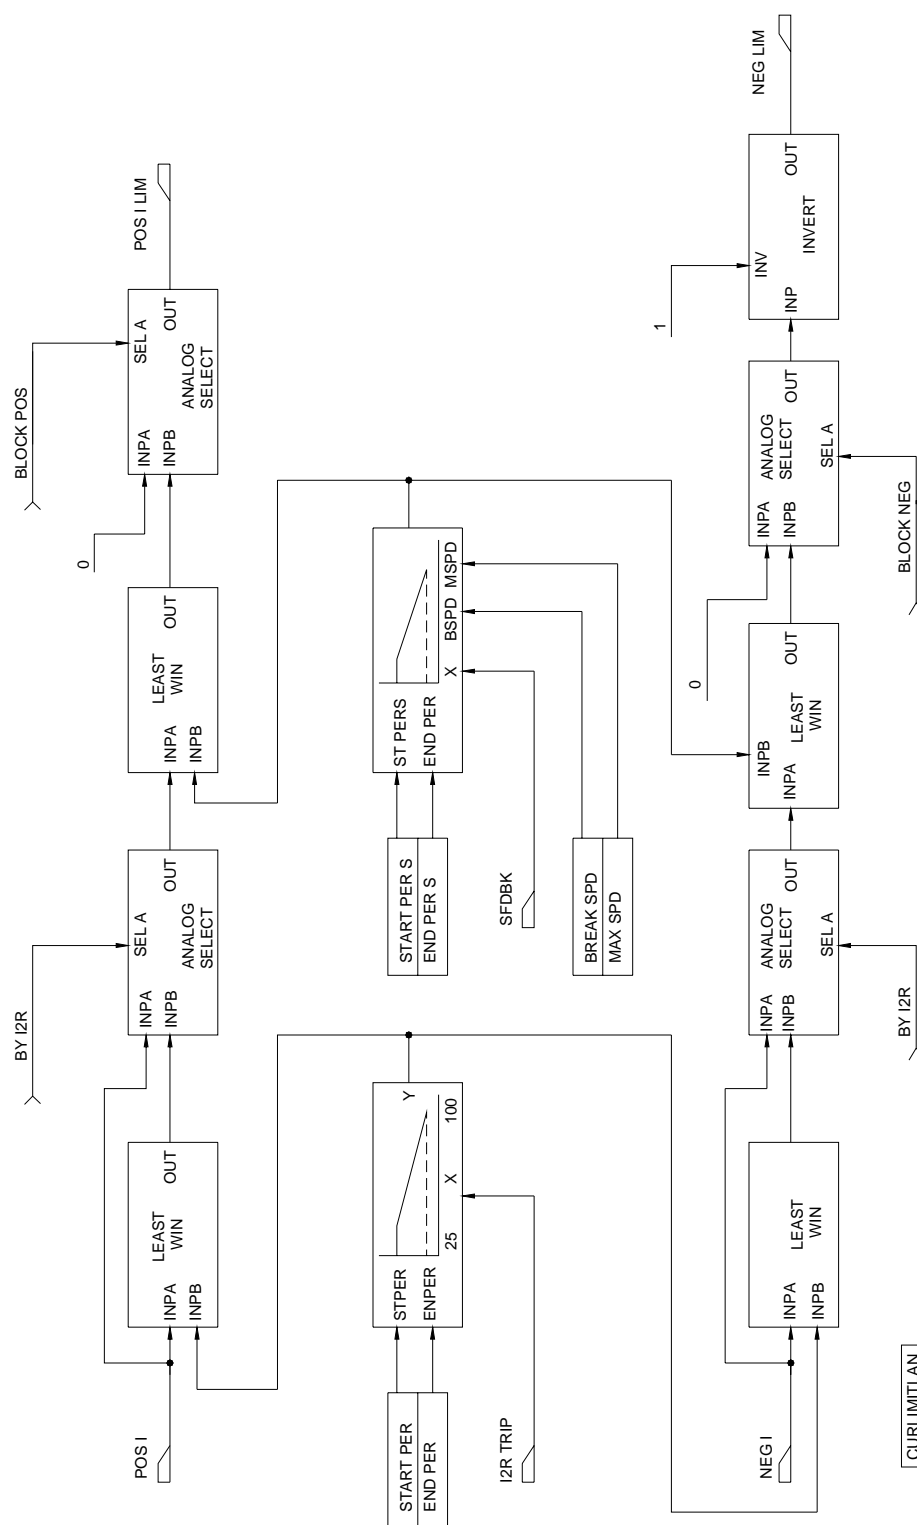 POS I
INPA
INPB
LEAST
WIN
OUT
BY I2R
INPA
INPB
SEL A
OUT
ANALOG
SELECT
INPA
INPB
LEAST
WIN
OUT
0
BLOCK POS
INPA
INPB
SEL A
OUT
ANALOG
SELECT
POS I LIM
START PER
END PER
STPER
ENPER
25
X
100
Y
I2R TRIP
START PER S
END PER S
ST PERS
END PER
X
BSPD
MSPD
SFDBK
BREAK SPD
MAX SPD
NEG I
INPA
INPB
LEAST
WIN
INPA
INPB
ANALOG
SELECT
OUT
SEL A
BY I2R
INPB
INPA
LEAST
WIN
OUT
0
INPA
INPB
ANALOG
SELECT
OUT
SEL A
BLOCK NEG
1
INV
INP
INVERT
OUT
NEG LIM